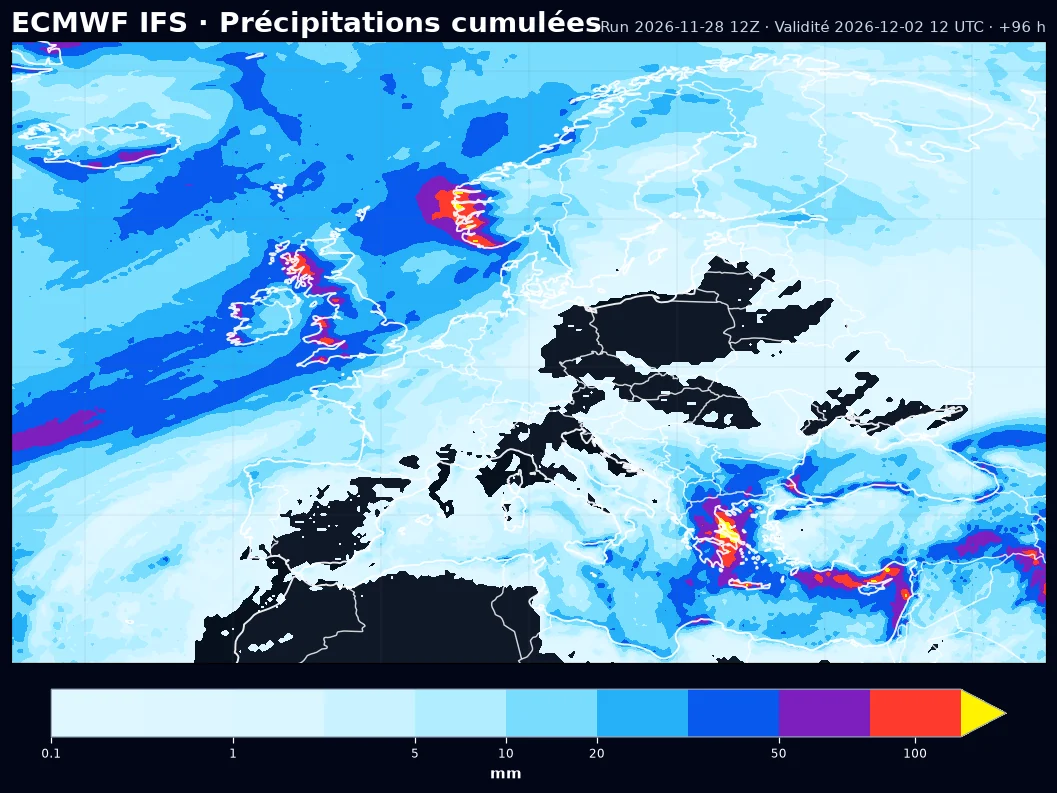 ECMWF IFS · Précipitations cumulées
Run 2026-11-28 12Z · Validité 2026-12-02 12 UTC · +96 h
0.1 1 5 10 20 50 100
mm